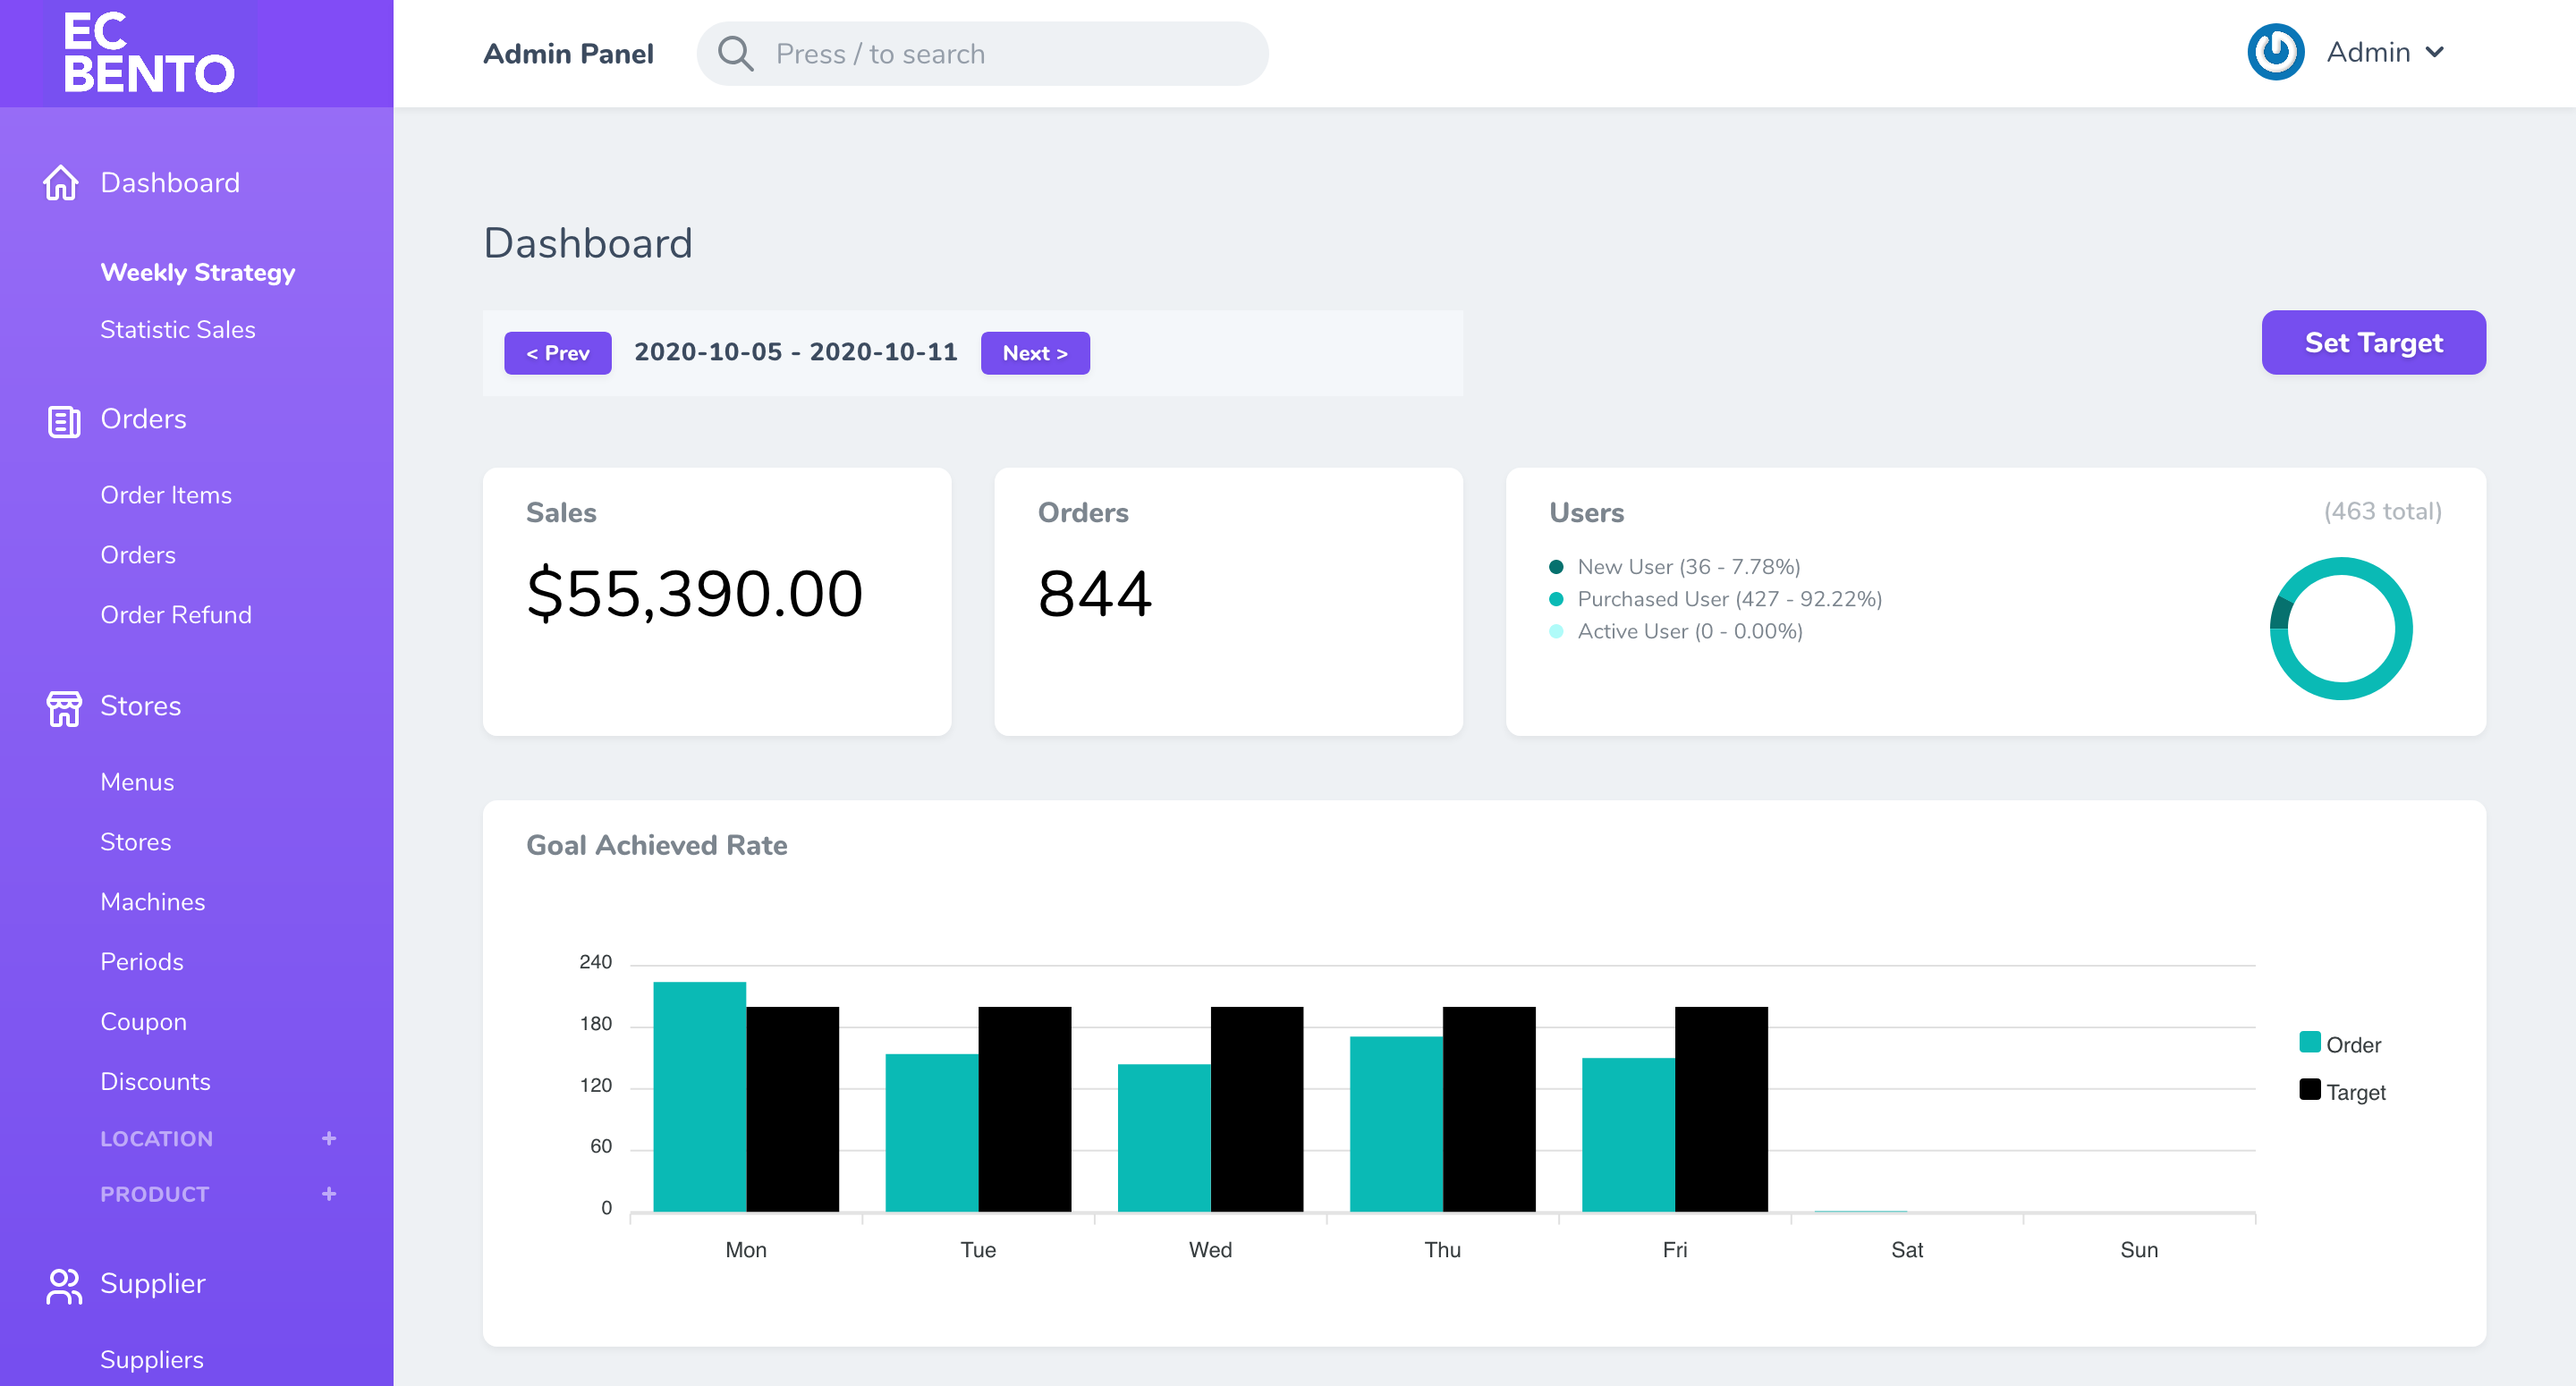 EC
BENTO
Admin Panel
Press / to search
Admin
Dashboard
Weekly Strategy
Statistic Sales
Orders
Order Items
Orders
Order Refund
Stores
Menus
Stores
Machines
Periods
Coupon
Discounts
LOCATION +
PRODUCT +
Supplier
Suppliers
Dashboard
< Prev 2020-10-05 - 2020-10-11 Next >
Set Target
Sales
$55,390.00
Orders
844
Users (463 total)
New User (36 - 7.78%)
Purchased User (427 - 92.22%)
Active User (0 - 0.00%)
Goal Achieved Rate
240
180
120
60
0
Mon Tue Wed Thu Fri Sat Sun
Order
Target